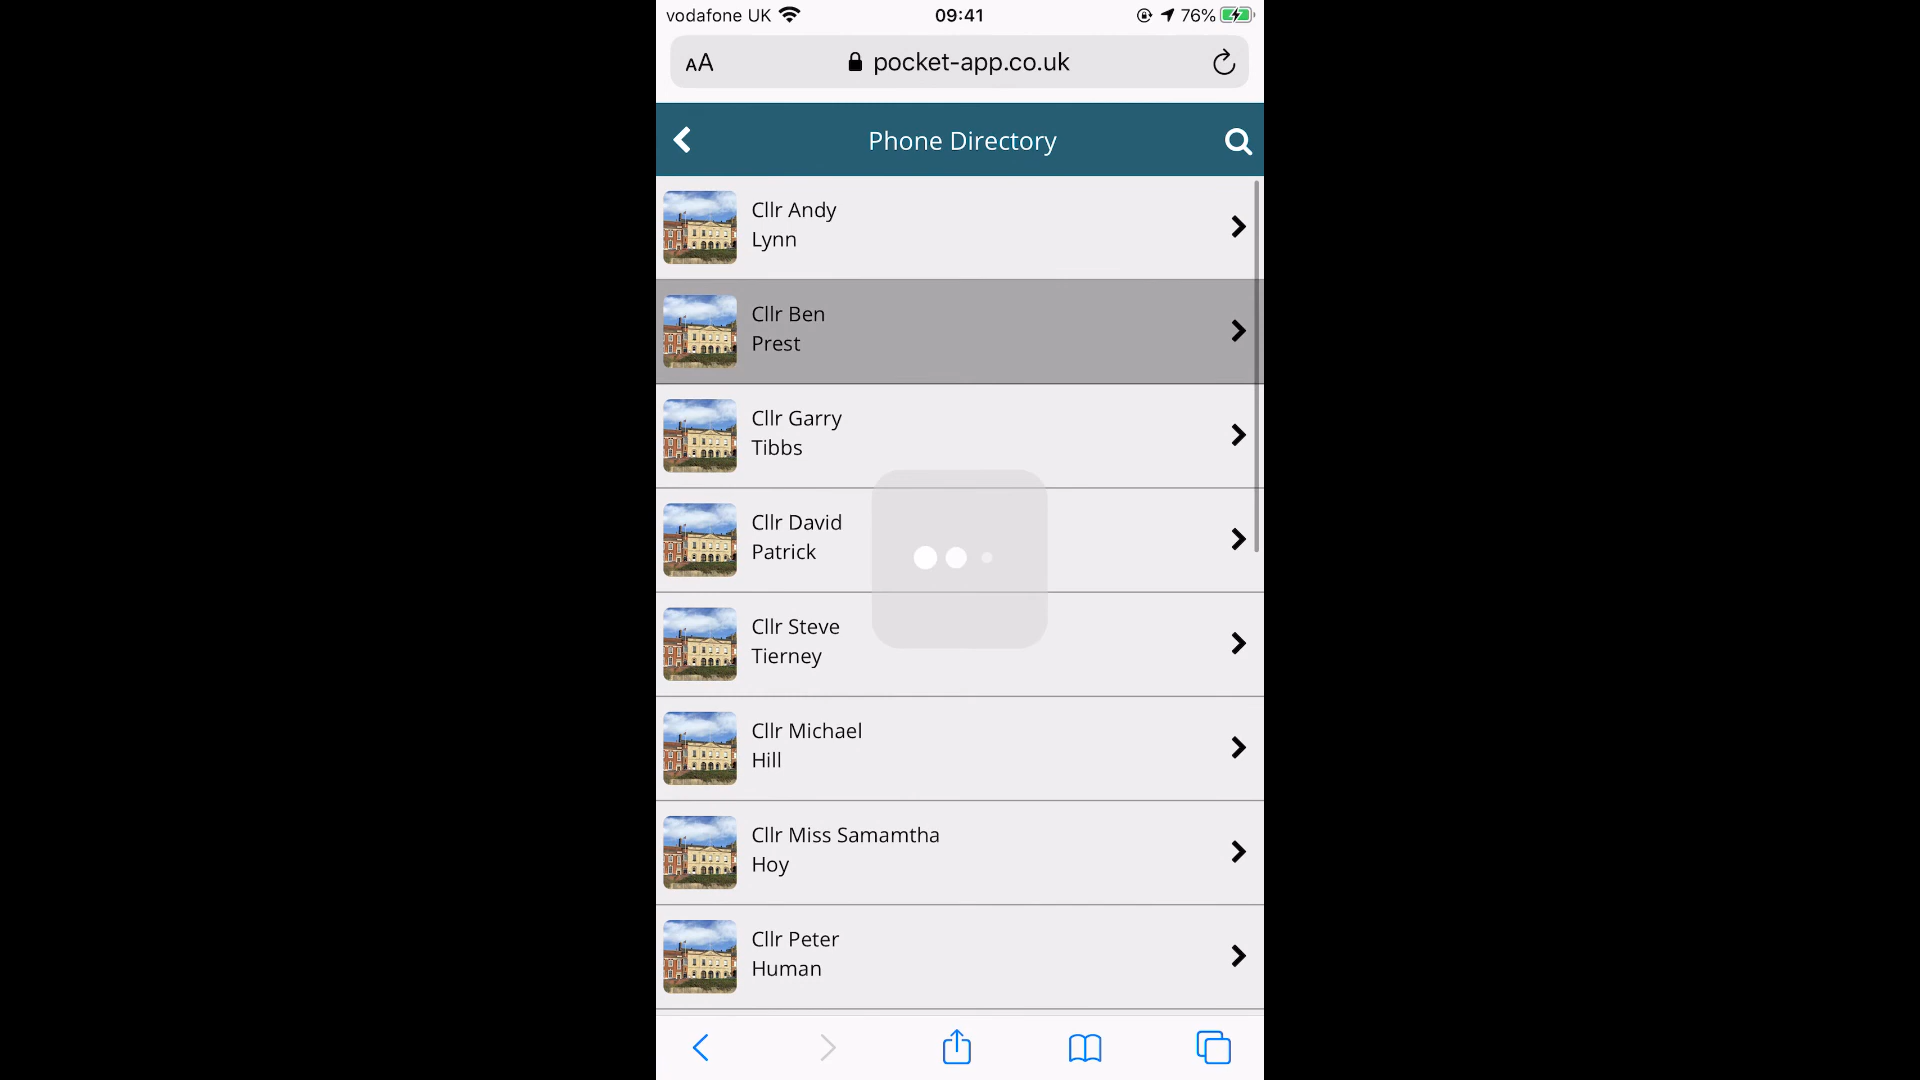 vodafone UK
09:41
76%
AA
pocket-app.co.uk
Phone Directory
Cllr Andy
Lynn
Cllr Ben
Prest
Cllr Garry
Tibbs
Cllr David
Patrick
Cllr Steve
Tierney
Cllr Michael
Hill
Cllr Miss Samamtha
Hoy
Cllr Peter
Human